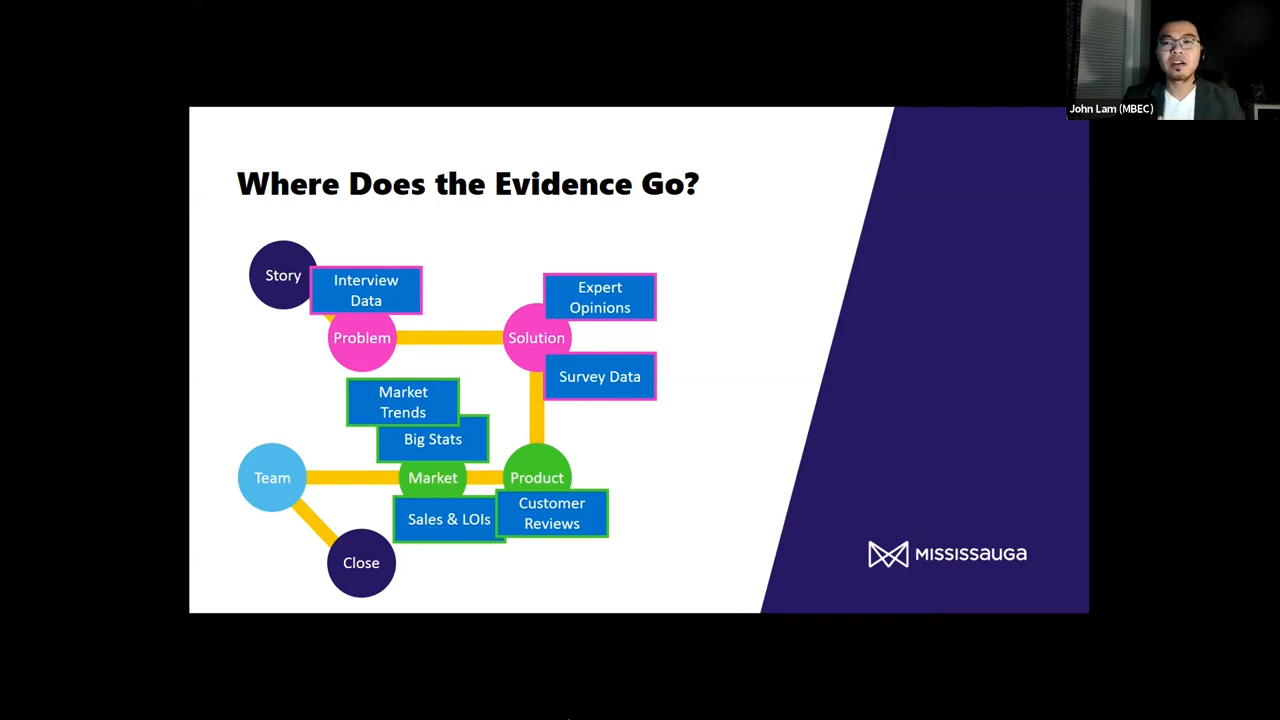 John Lam (MBEC)
Where Does the Evidence Go?
Story
Interview
Data
Problem
Solution
Expert
Opinions
Survey Data
Market
Trends
Big Stats
Team
Market
Product
Sales & LOIs
Customer
Reviews
Close
MISSISSAUGA